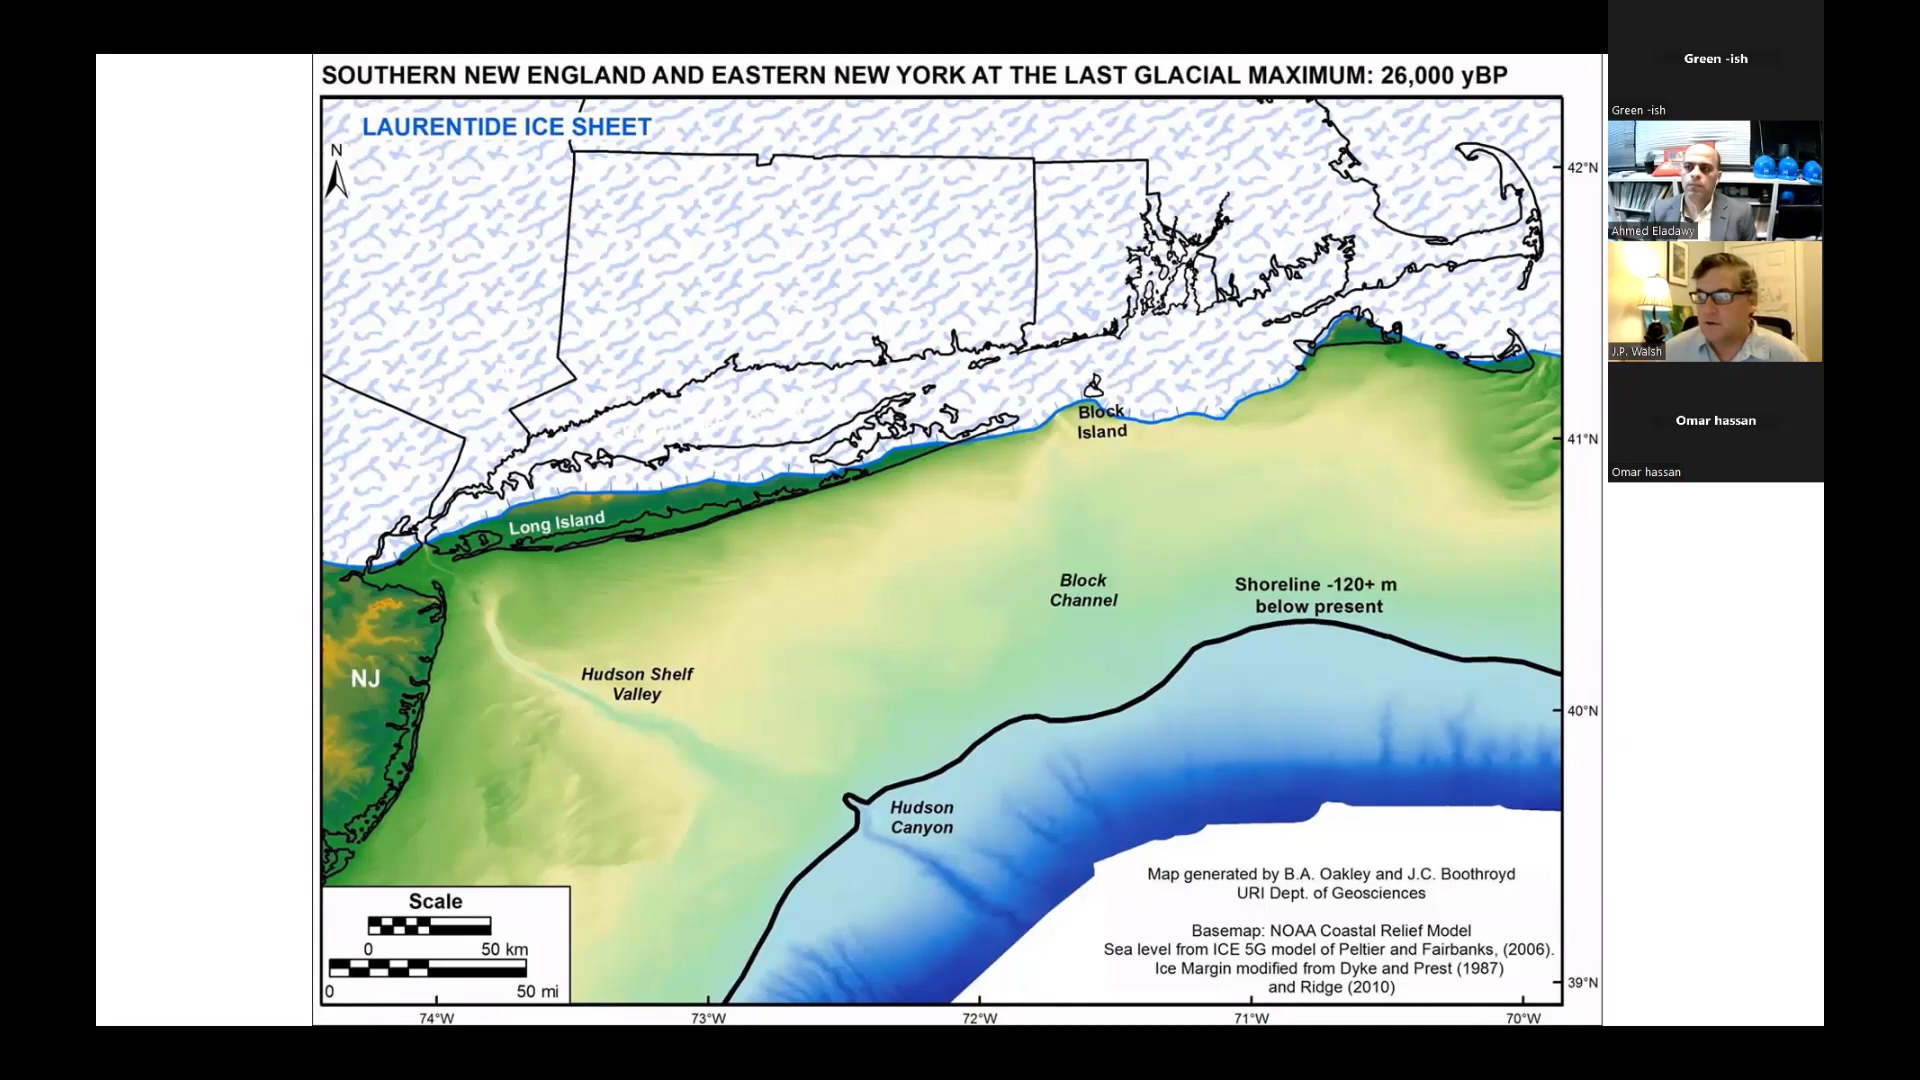 SOUTHERN NEW ENGLAND AND EASTERN NEW YORK AT THE LAST GLACIAL MAXIMUM: 26,000 yBP
LAURENTIDE ICE SHEET
N
42°N
41°N
40°N
39°N
Block
Island
Long Island
Block
Channel
Shoreline -120+ m
below present
Hudson Shelf
Valley
NJ
Hudson
Canyon
Map generated by B.A. Oakley and J.C. Boothroyd
URI Dept. of Geosciences
Basemap: NOAA Coastal Relief Model
Sea level from ICE 5G model of Peltier and Fairbanks, (2006).
Ice Margin modified from Dyke and Prest (1987)
and Ridge (2010)
Scale
0 50 km
0 50 mi
74°W 73°W 72°W 71°W 70°W
Green -ish
Green -ish
Ahmed Eladawy
J.P. Walsh
Omar hassan
Omar hassan